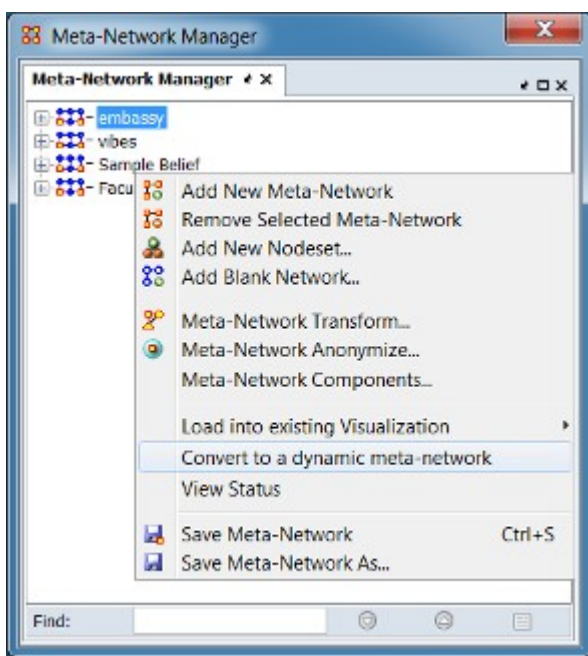 Meta-Network Manager
Meta-Network Manager
embassy
vibes
Sample Belief
Facu
Add New Meta-Network
Remove Selected Meta-Network
Add New Nodeset...
Add Blank Network...
Meta-Network Transform...
Meta-Network Anonymize...
Meta-Network Components...
Load into existing Visualization
Convert to a dynamic meta-network
View Status
Save Meta-Network Ctrl+S
Save Meta-Network As...
Find: